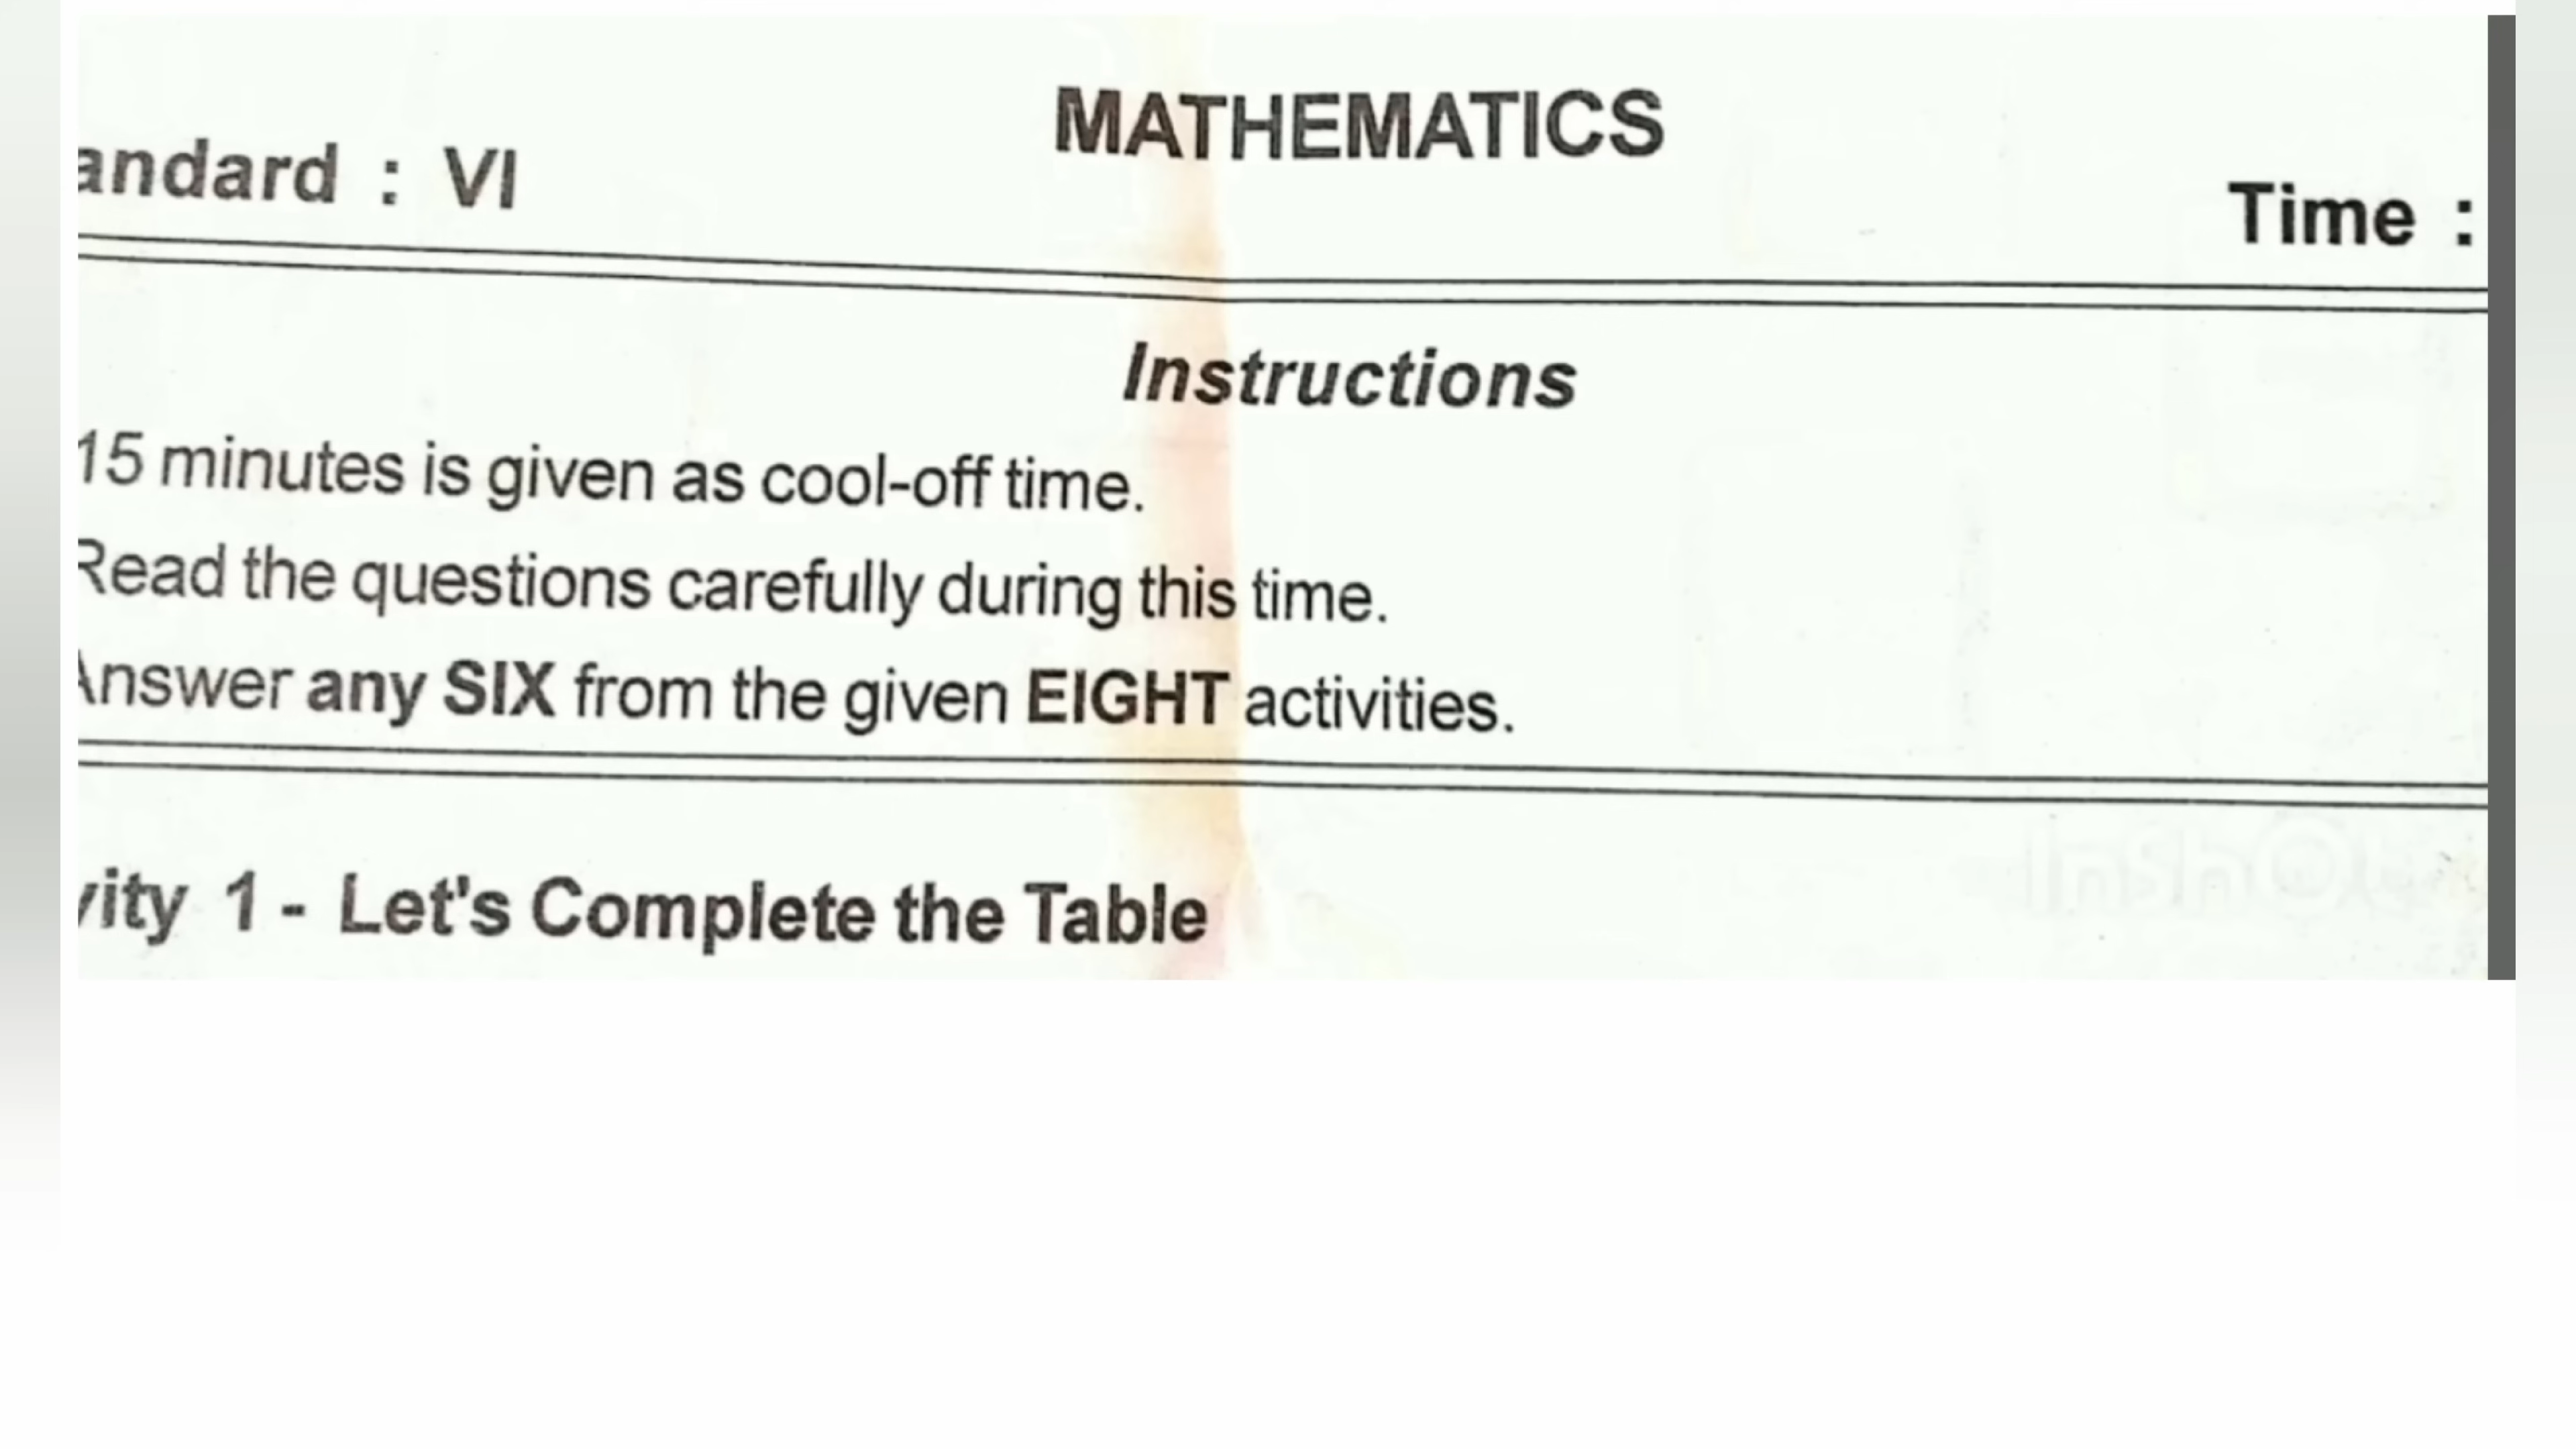 MATHEMATICS
andard : VI
Time :
Instructions
15 minutes is given as cool-off time.
Read the questions carefully during this time.
Answer any SIX from the given EIGHT activities.
vity 1 - Let's Complete the Table